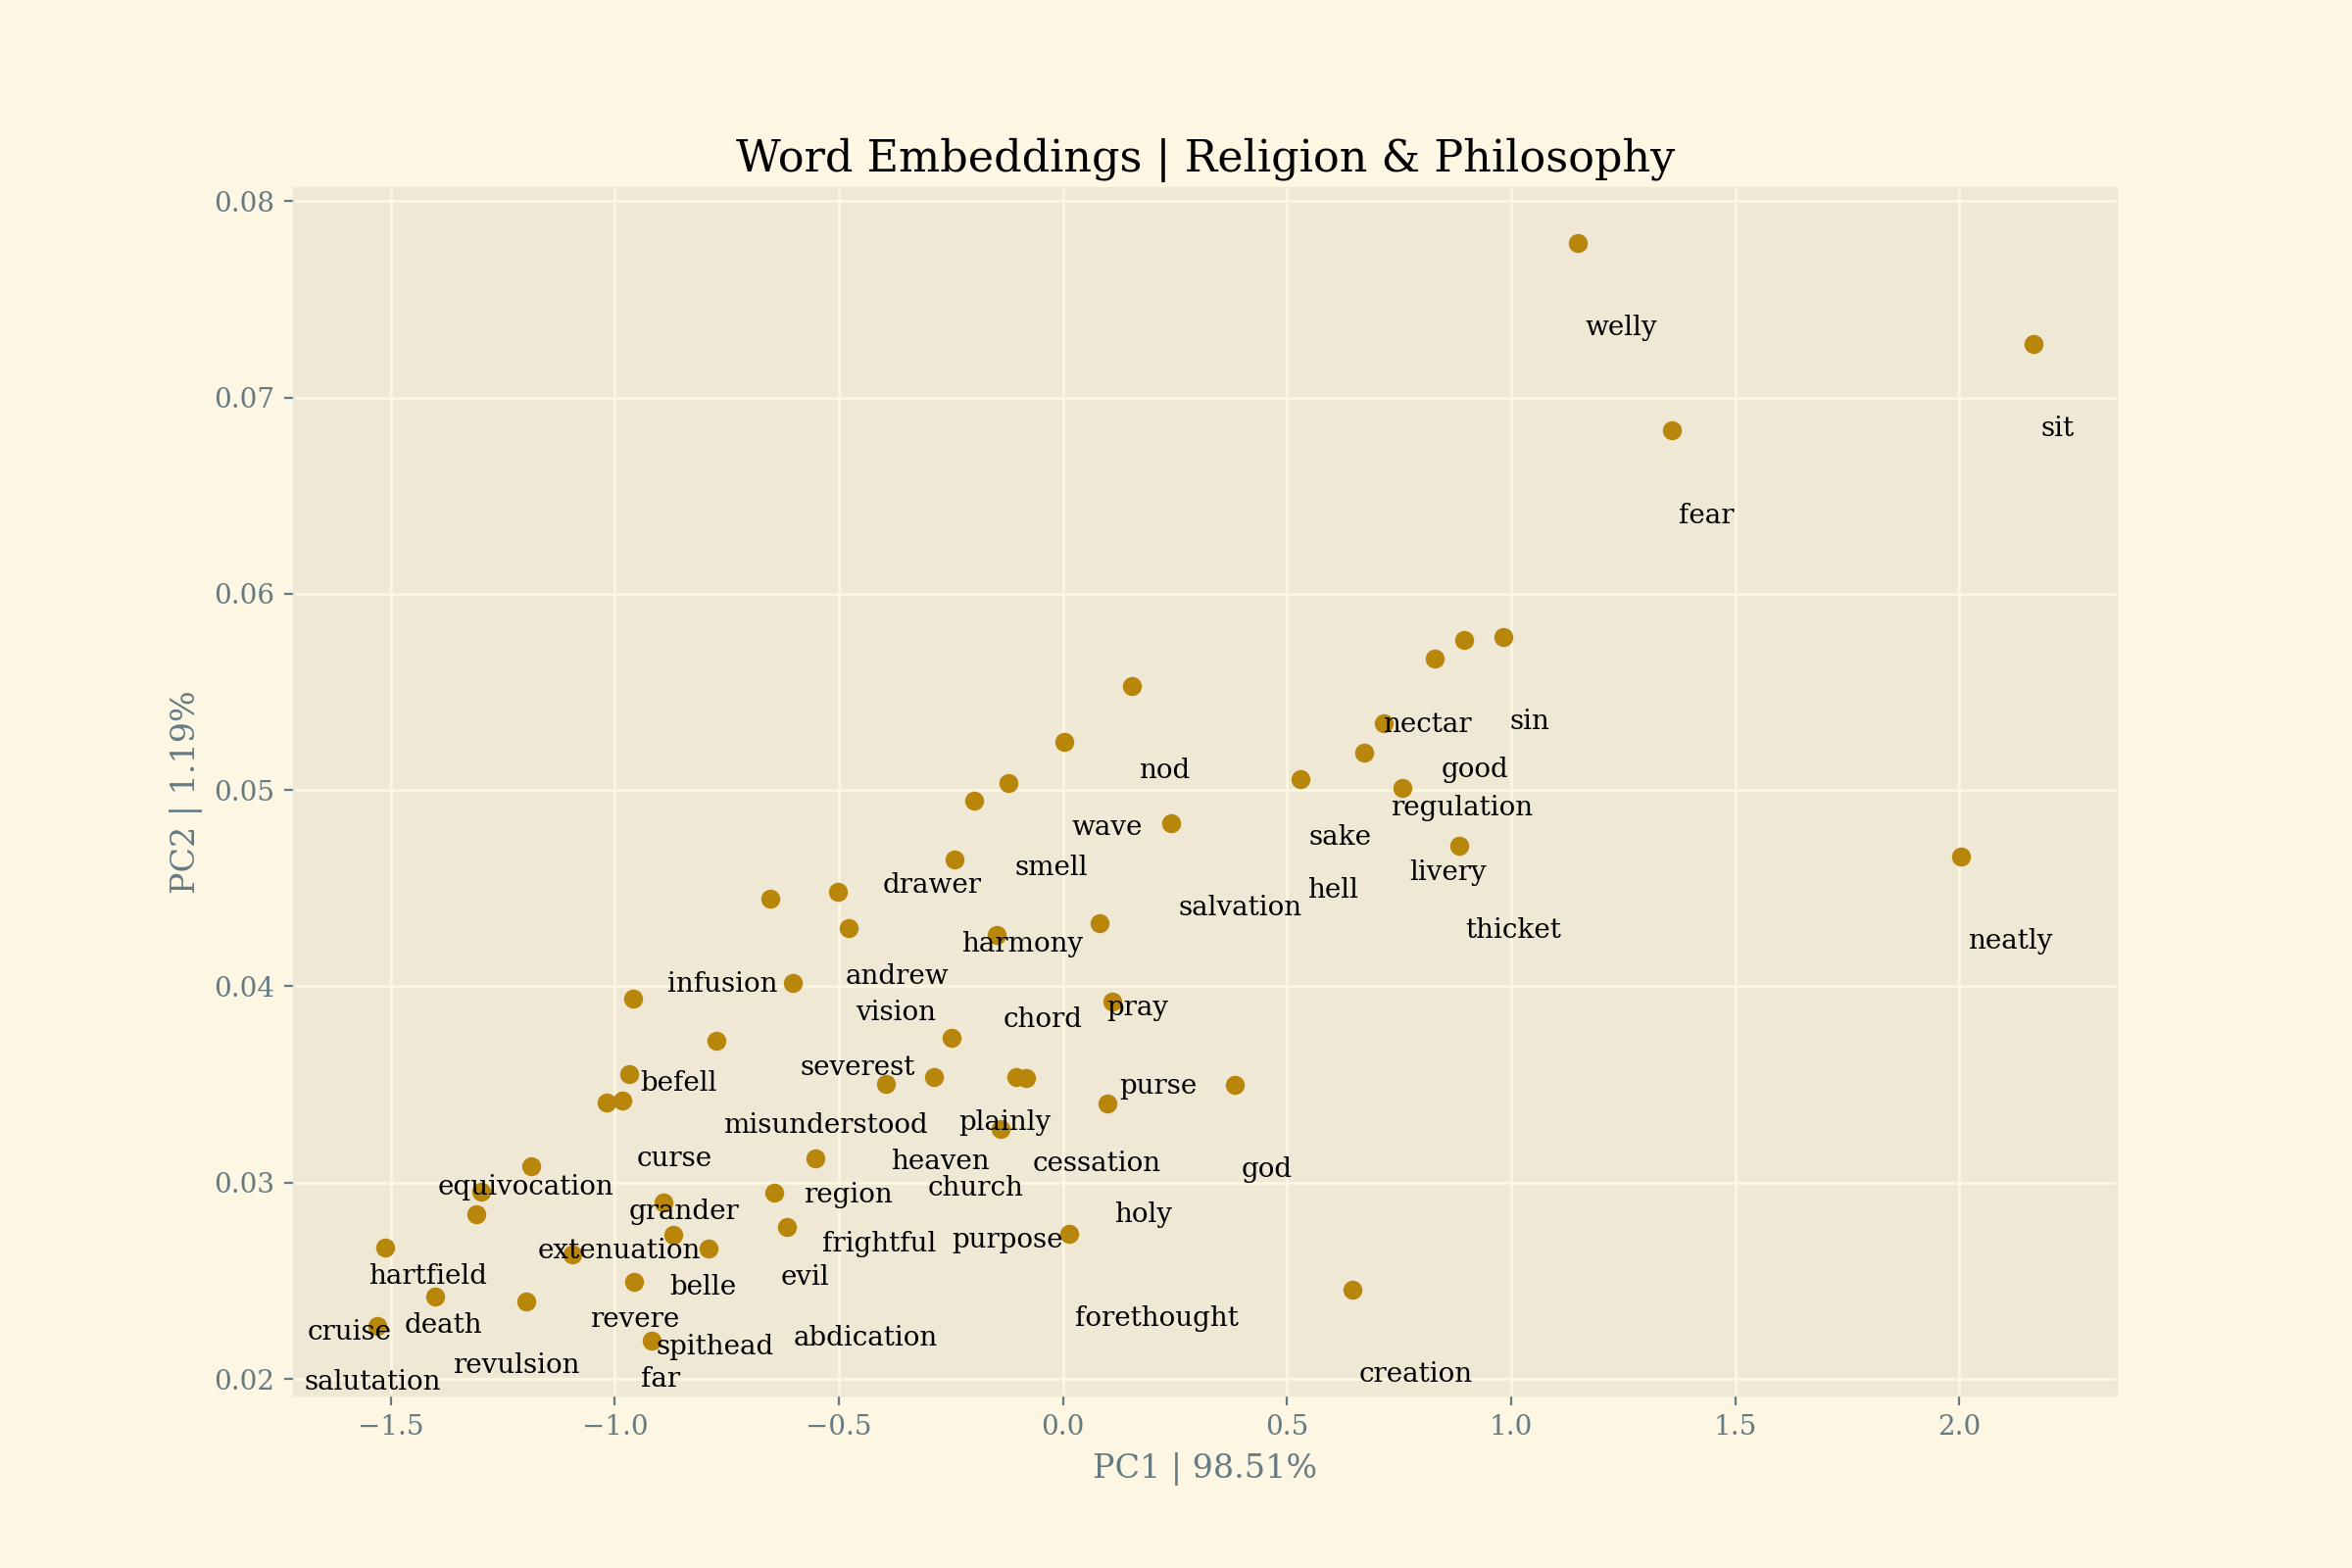 Word Embeddings | Religion & Philosophy
0.08
0.07
0.06
0.05
0.04
0.03
0.02
PC2 | 1.19%
welly
sit
fear
nectar
sin
nod
good
regulation
wave
sake
smell
livery
drawer
hell
salvation
thicket
harmony
neatly
andrew
infusion
pray
vision
chord
severest
befell
purse
misunderstood
plainly
curse
heaven
cessation
god
equivocation
church
region
grander
holy
frightful
purpose
extenuation
hartfield
evil
belle
forethought
revere
death
cruise
abdication
spithead
revulsion
creation
far
salutation
−1.5
−1.0
−0.5
0.0
0.5
1.0
1.5
2.0
PC1 | 98.51%